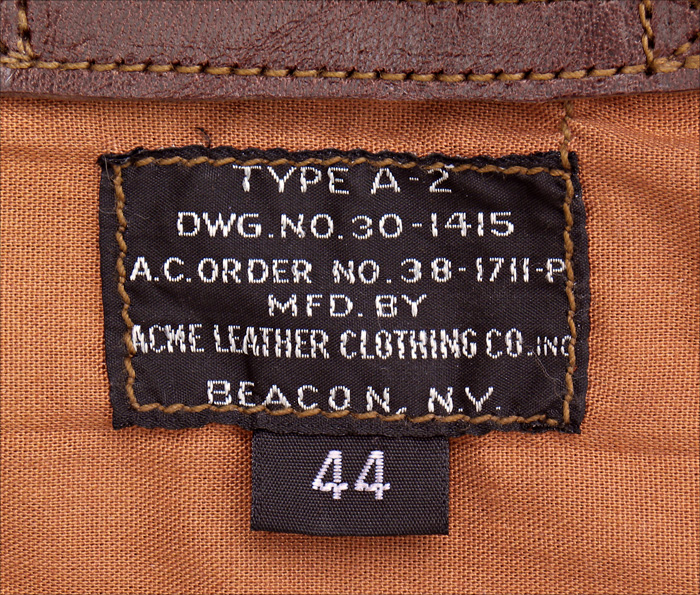 TYPE A-2
DWG.NO.30-1415
A.C.ORDER NO.38-1711-P
MFD.BY
ACME LEATHER CLOTHING CO.INC
BEACON, N.Y.
44